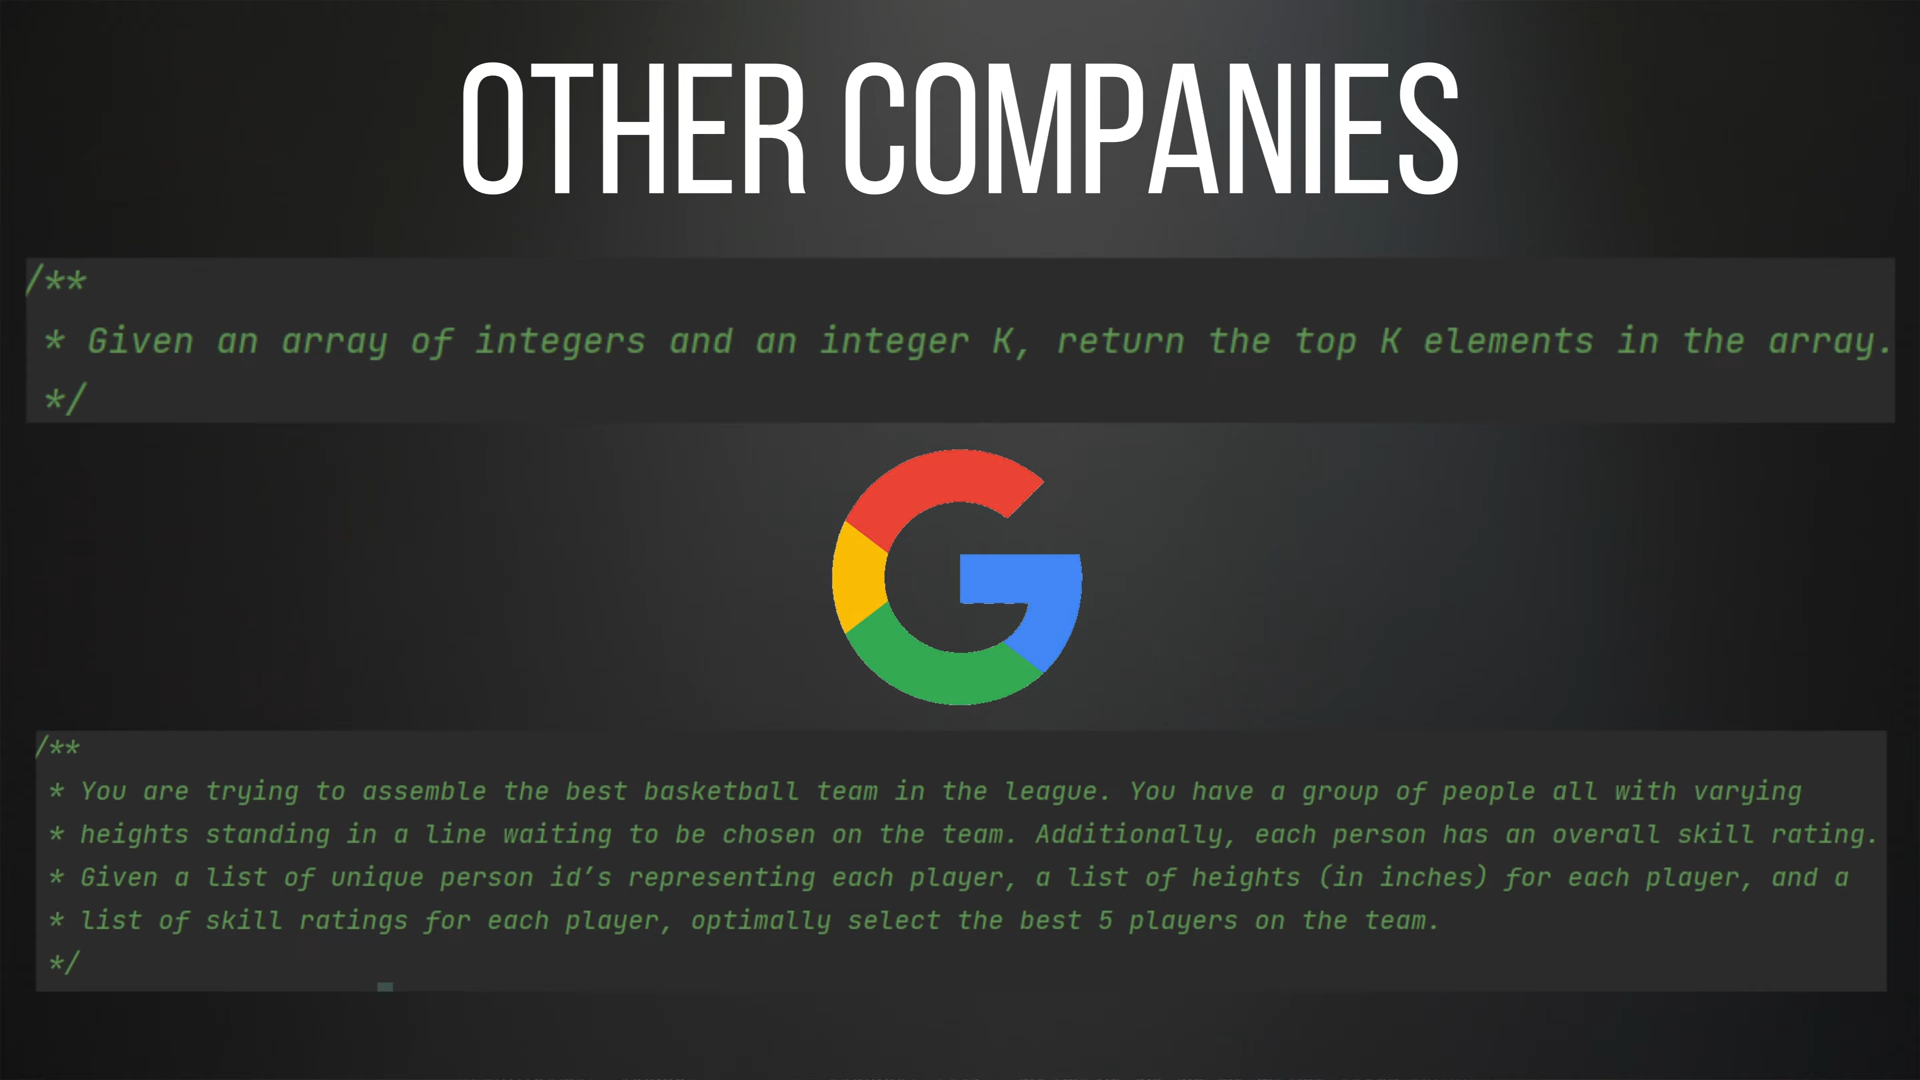 OTHER COMPANIES
/**
* Given an array of integers and an integer K, return the top K elements in the array.
*/
/**
* You are trying to assemble the best basketball team in the league. You have a group of people all with varying
* heights standing in a line waiting to be chosen on the team. Additionally, each person has an overall skill rating.
* Given a list of unique person id’s representing each player, a list of heights (in inches) for each player, and a
* list of skill ratings for each player, optimally select the best 5 players on the team.
*/